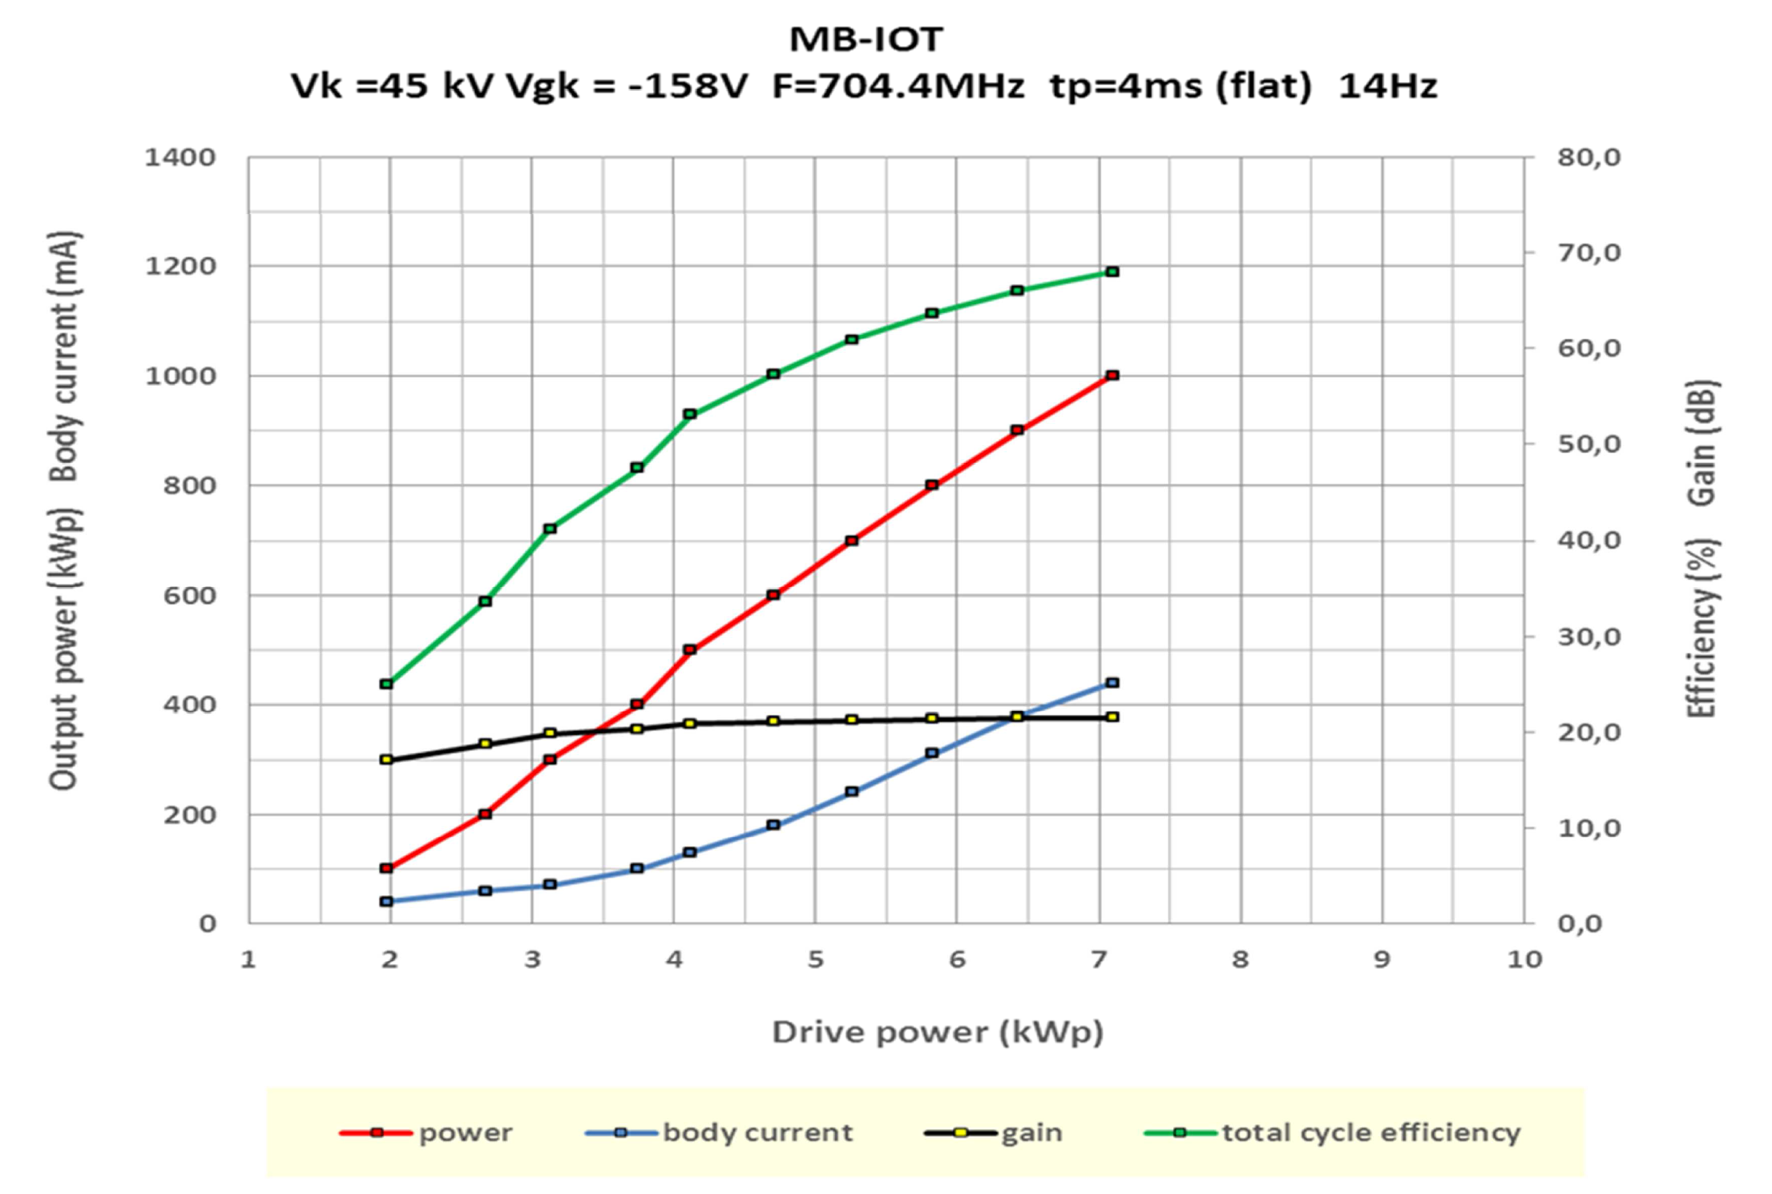 MB-IOT
Vk =45 kV Vgk = -158V F=704.4MHz tp=4ms (flat) 14Hz
Output power (kWp) Body current (mA)
1400
1200
1000
800
600
400
200
0
80,0
70,0
60,0
50,0
40,0
30,0
20,0
10,0
0,0
Efficiency (%) Gain (dB)
1 2 3 4 5 6 7 8 9 10
Drive power (kWp)
power body current gain total cycle efficiency